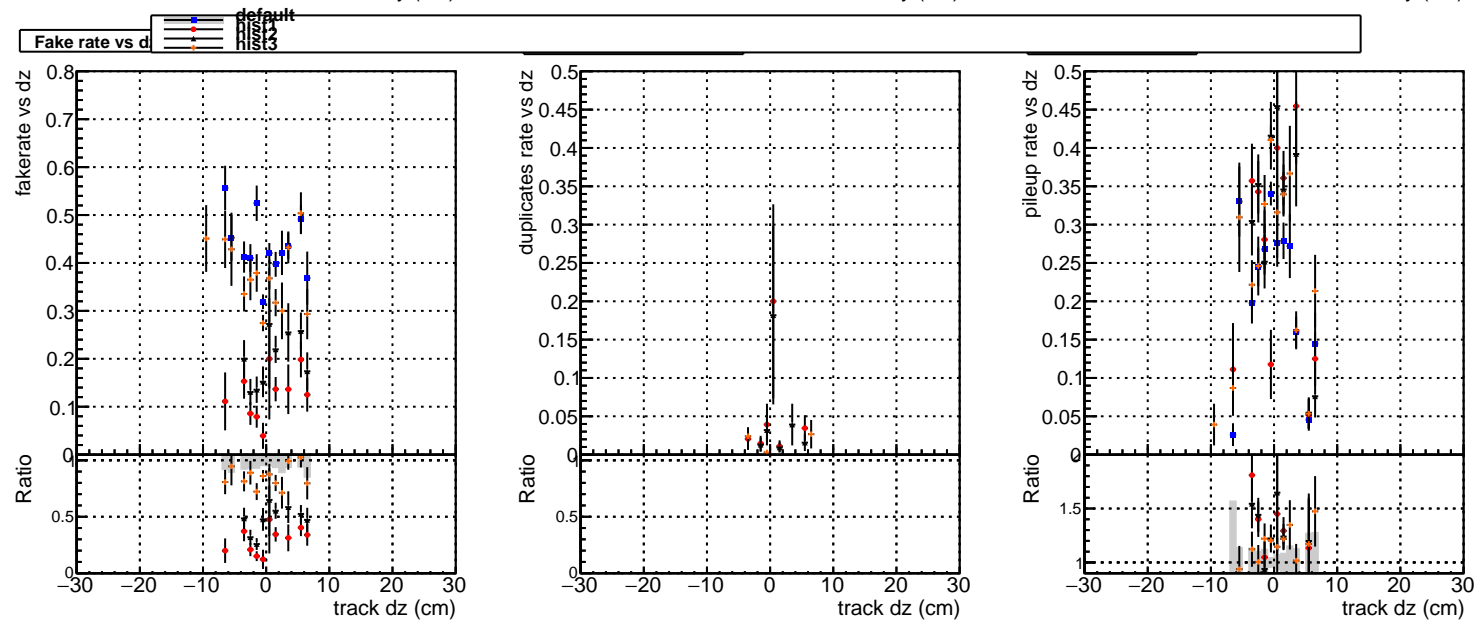 default
hist1
hist2
hist3
Fake rate vs dz
fakerate vs dz
0.8
0.7
0.6
0.5
0.4
0.3
0.2
0.1
0
Ratio
1
0.5
0
−30 −20 −10 0 10 20 30
track dz (cm)
duplicates rate vs dz
0.5
0.45
0.4
0.35
0.3
0.25
0.2
0.15
0.1
0.05
0
Ratio
1
0.5
0
−30 −20 −10 0 10 20 30
track dz (cm)
pileup rate vs dz
0.5
0.45
0.4
0.35
0.3
0.25
0.2
0.15
0.1
0.05
0
Ratio
1.5
1
−30 −20 −10 0 10 20 30
track dz (cm)